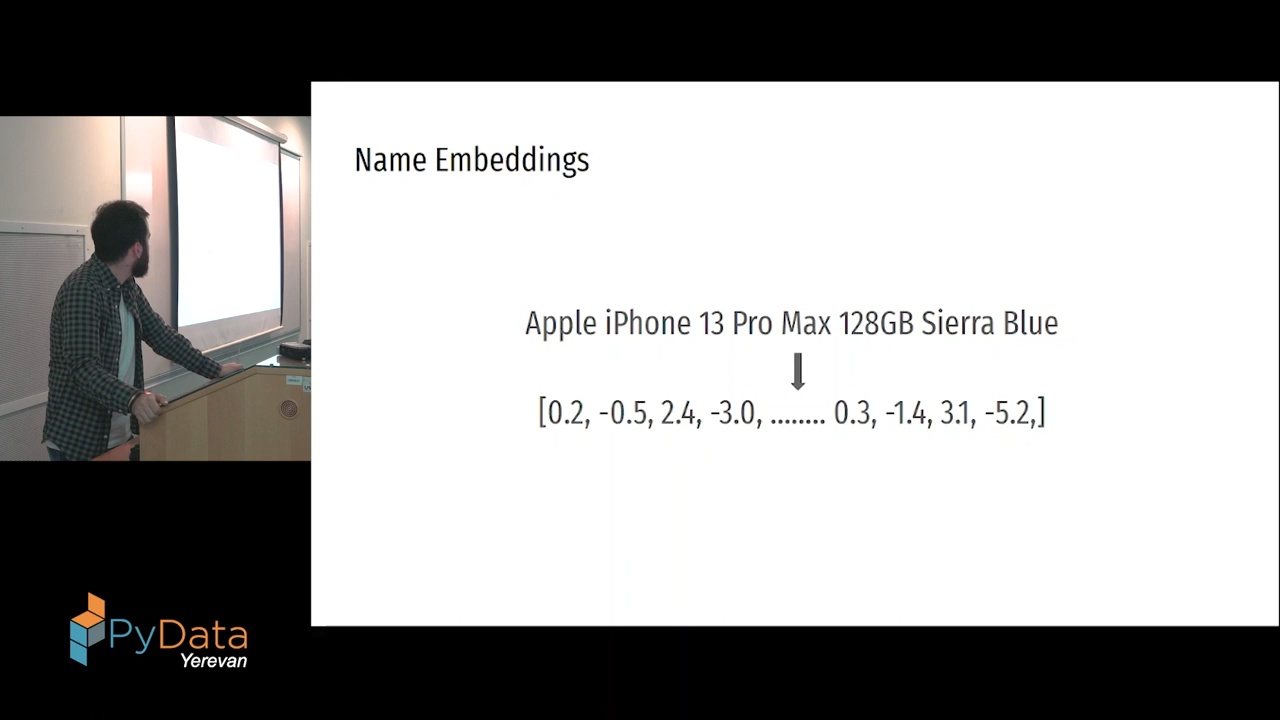 Name Embeddings
Apple iPhone 13 Pro Max 128GB Sierra Blue
[0.2, -0.5, 2.4, -3.0, ........ 0.3, -1.4, 3.1, -5.2,]
PyData
Yerevan